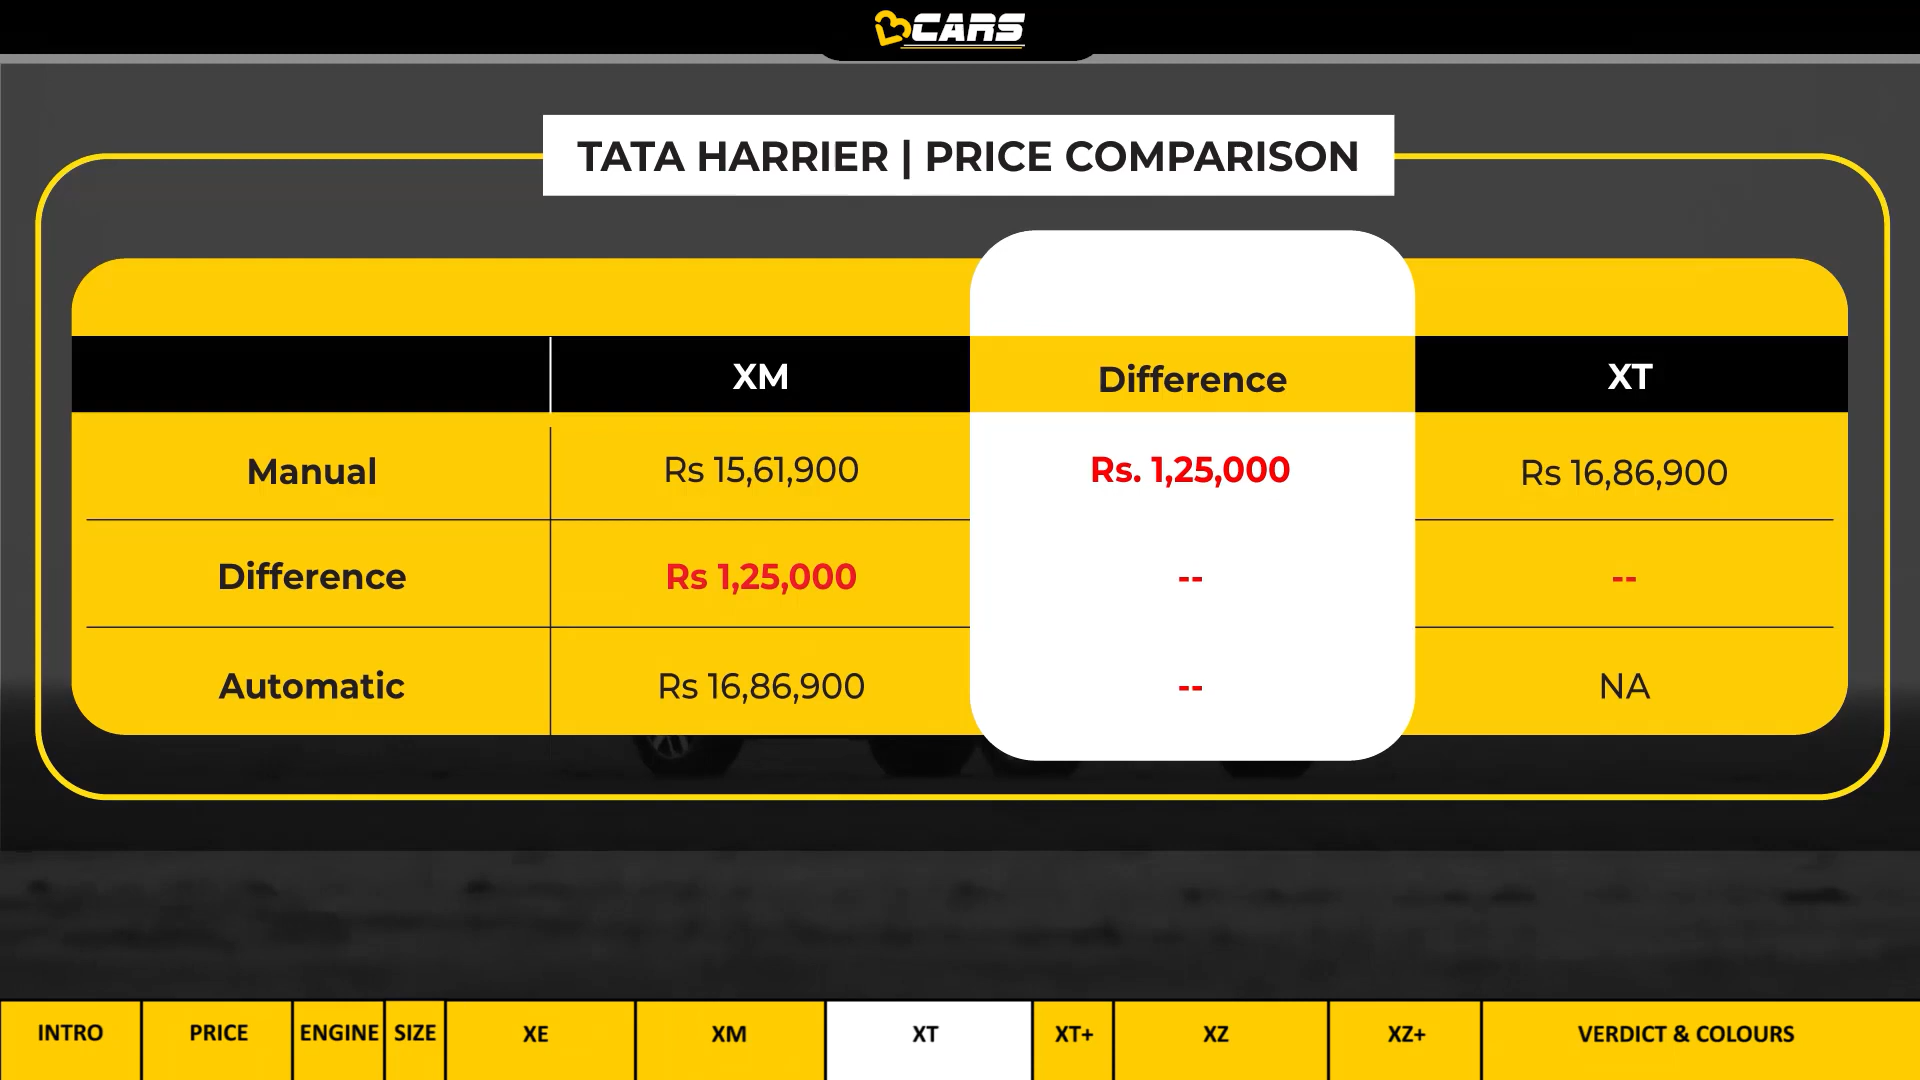 CARS
TATA HARRIER | PRICE COMPARISON
XM Difference XT
Manual Rs 15,61,900 Rs. 1,25,000 Rs 16,86,900
Difference Rs 1,25,000 -- --
Automatic Rs 16,86,900 -- NA
INTRO PRICE ENGINE SIZE XE XM XT XT+ XZ XZ+ VERDICT & COLOURS